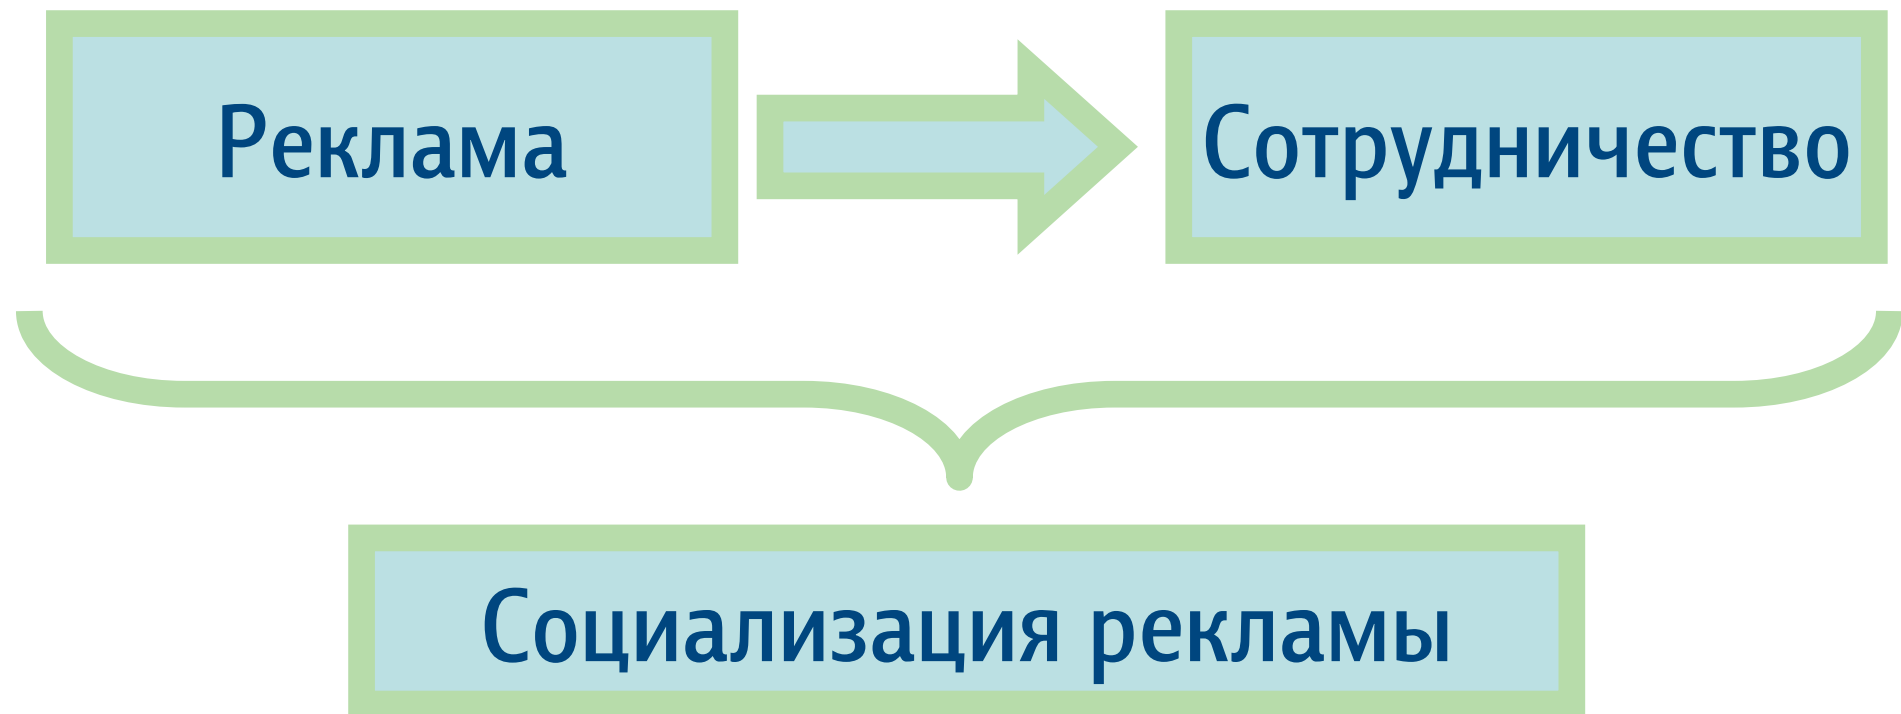 Реклама
Сотрудничество
Социализация рекламы